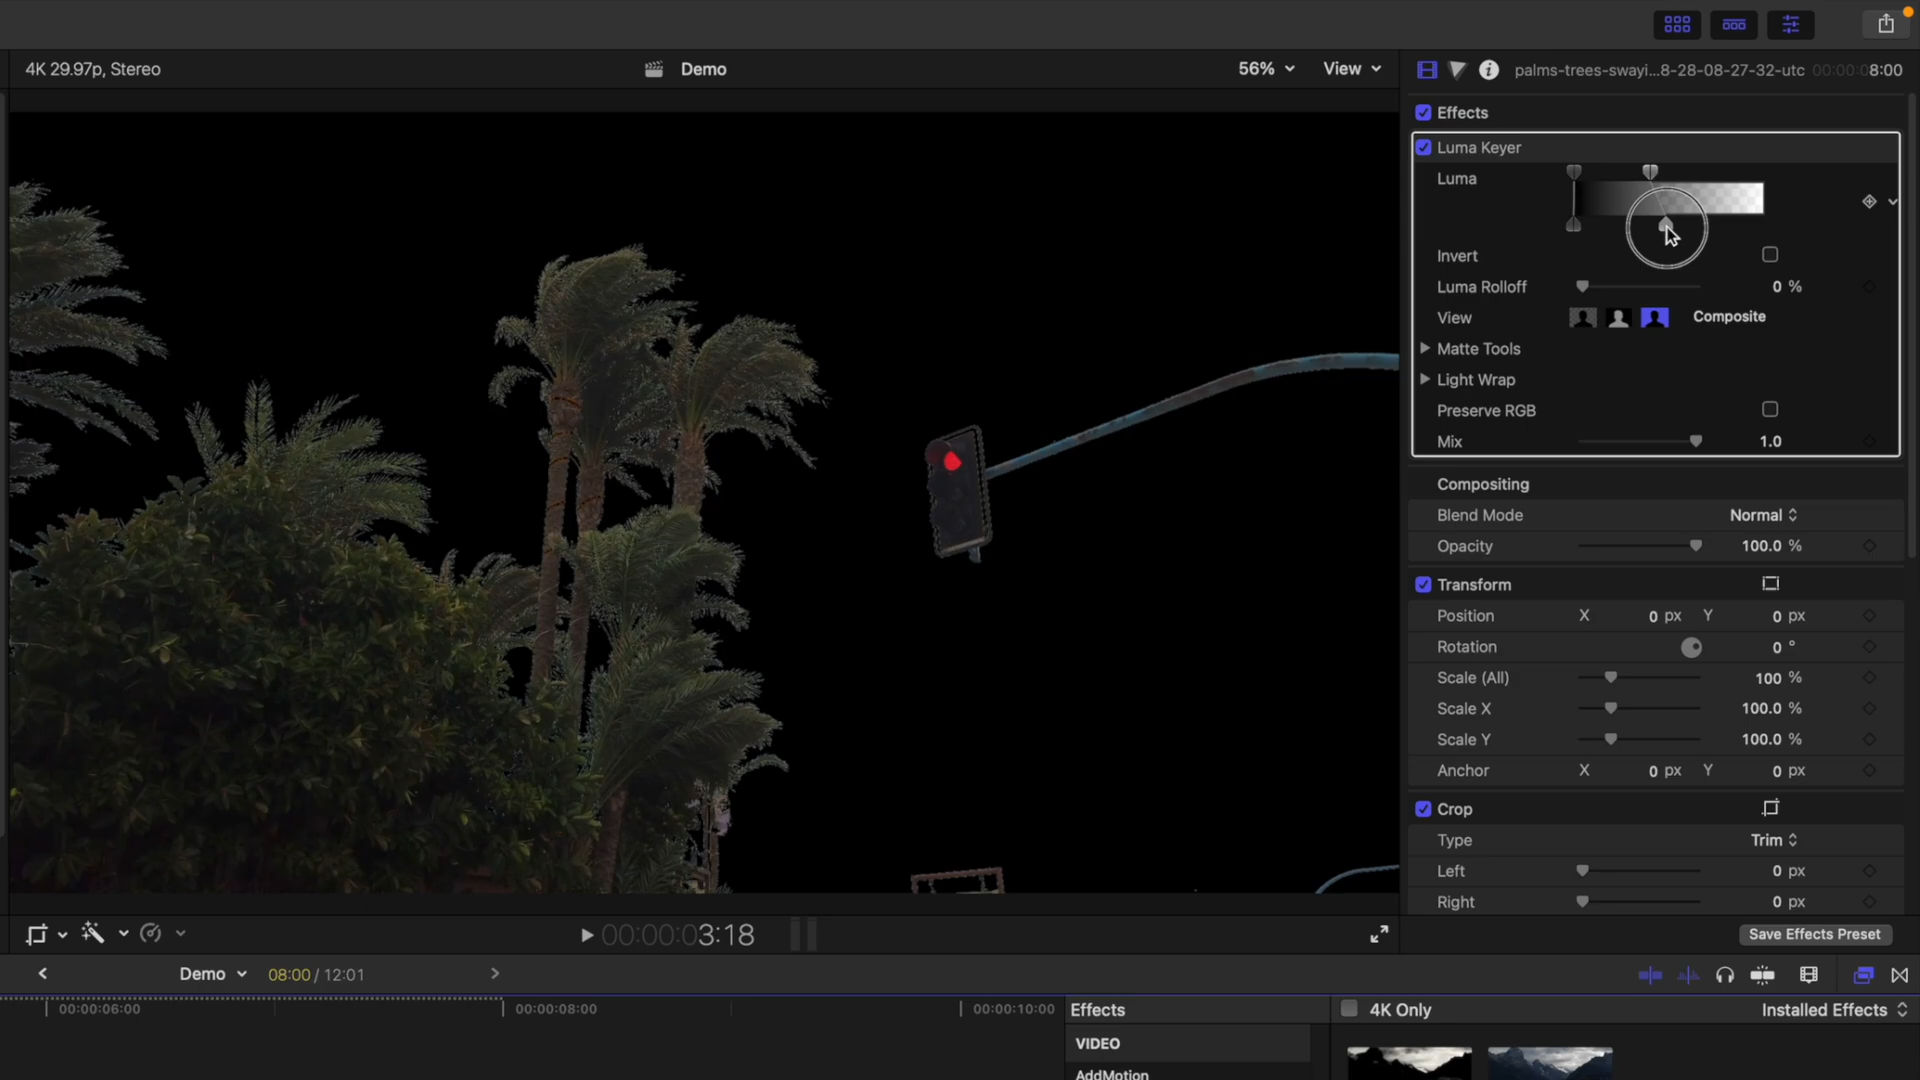 4K 29.97p, Stereo
Demo
56%
View
palms-trees-swayi...8-28-08-27-32-utc
00:00:08:00
Effects
Luma Keyer
Luma
Invert
Luma Rolloff
0 %
View
Composite
Matte Tools
Light Wrap
Preserve RGB
Mix
1.0
Compositing
Blend Mode
Normal
Opacity
100.0 %
Transform
Position
X
0 px
Y
0 px
Rotation
0 °
Scale (All)
100 %
Scale X
100.0 %
Scale Y
100.0 %
Anchor
X
0 px
Y
0 px
Crop
Type
Trim
Left
0 px
Right
0 px
00:00:03:18
Save Effects Preset
Demo
08:00 / 12:01
00:00:06:00
00:00:08:00
00:00:10:00
Effects
4K Only
Installed Effects
VIDEO
AddMotion